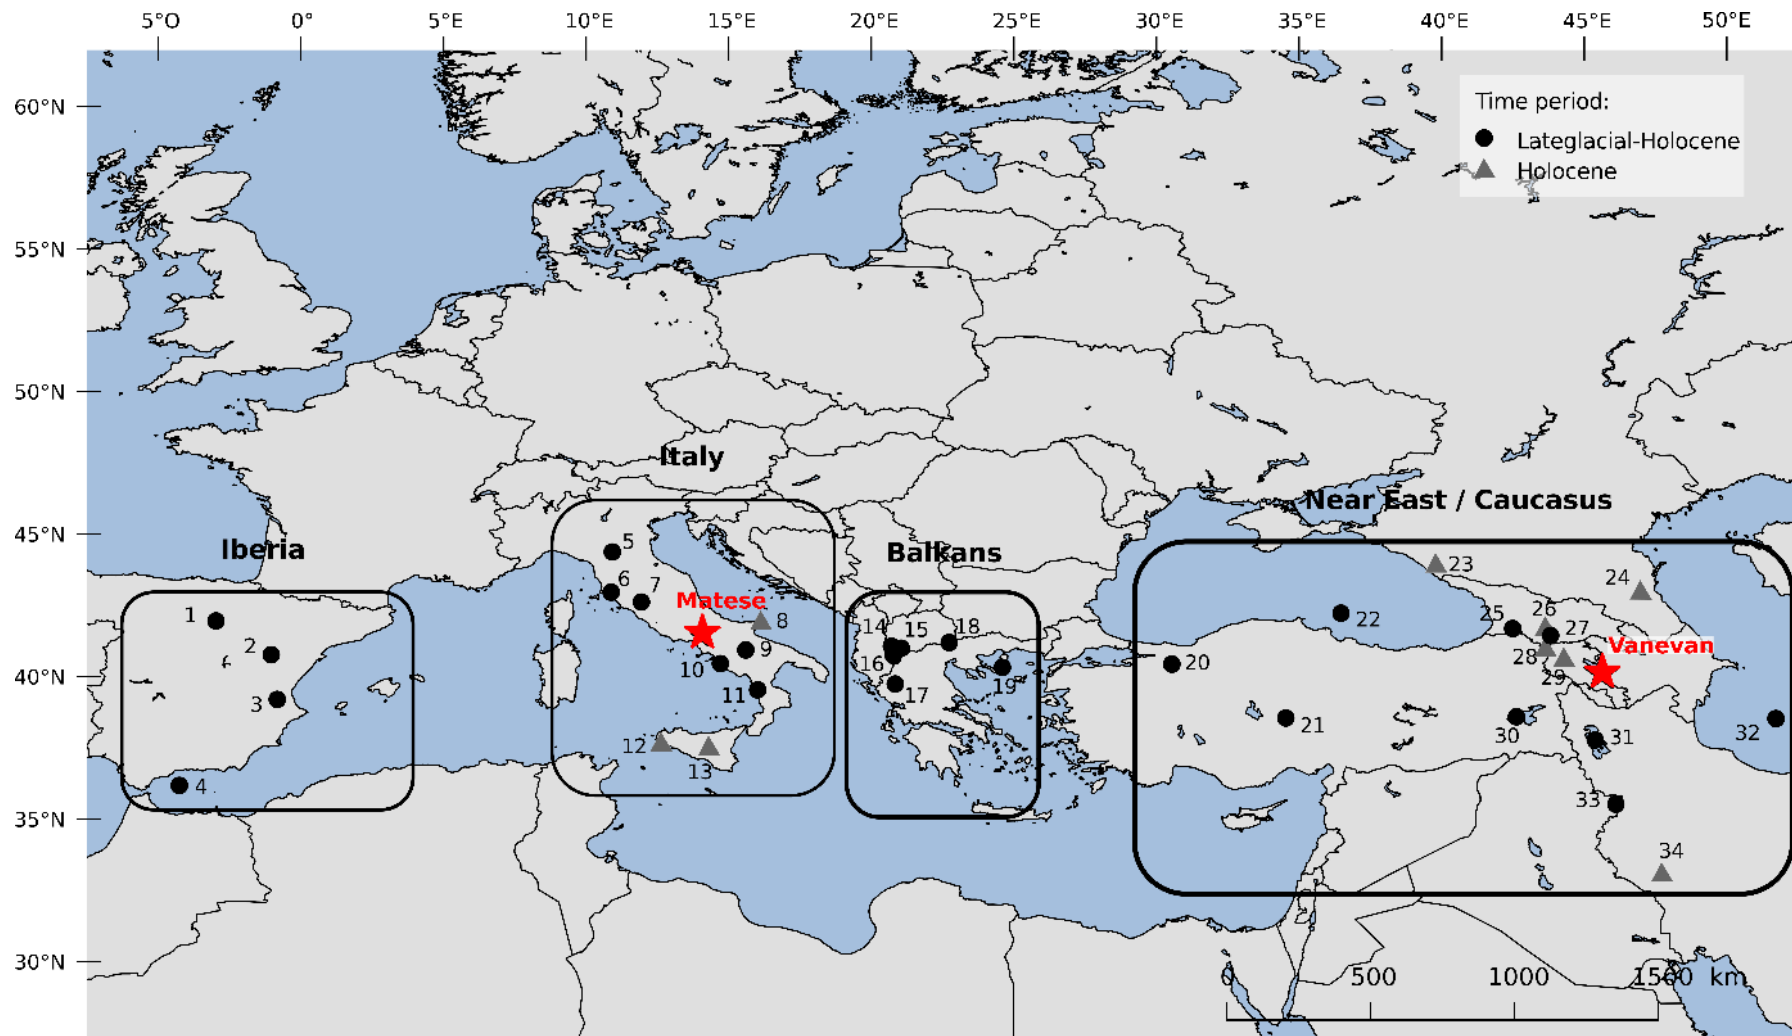 5°O 0°E 5°E 10°E 15°E 20°E 25°E 30°E 35°E 40°E 45°E 50°E
60°N
Time period:
Lateglacial-Holocene
Holocene
55°N
50°N
Italy
Near East / Caucasus
45°N
Iberia
Balkans
5
23
6
7
24
1
Matese
8
14
15
18
22
25
26
27
2
9
16
28
Vanevan
40°N
10
20
29
3
11
17
19
21
30
31
32
12
13
4
33
35°N
34
30°N
0 500 1000 1500 km